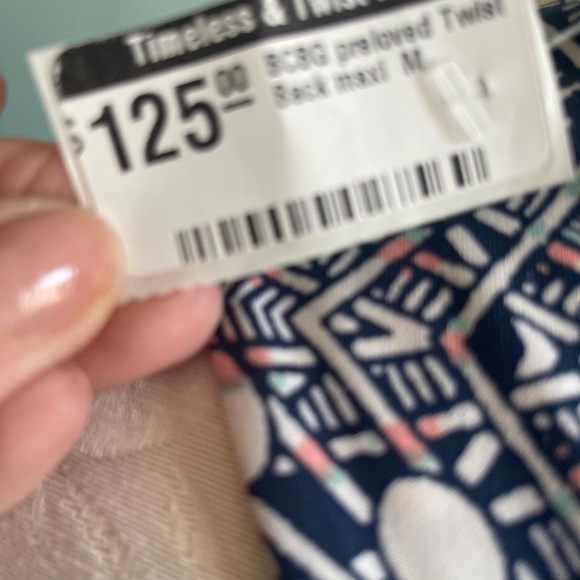 Timeless & Twist
$125.00
BCBG preloved Twist
Back maxi M